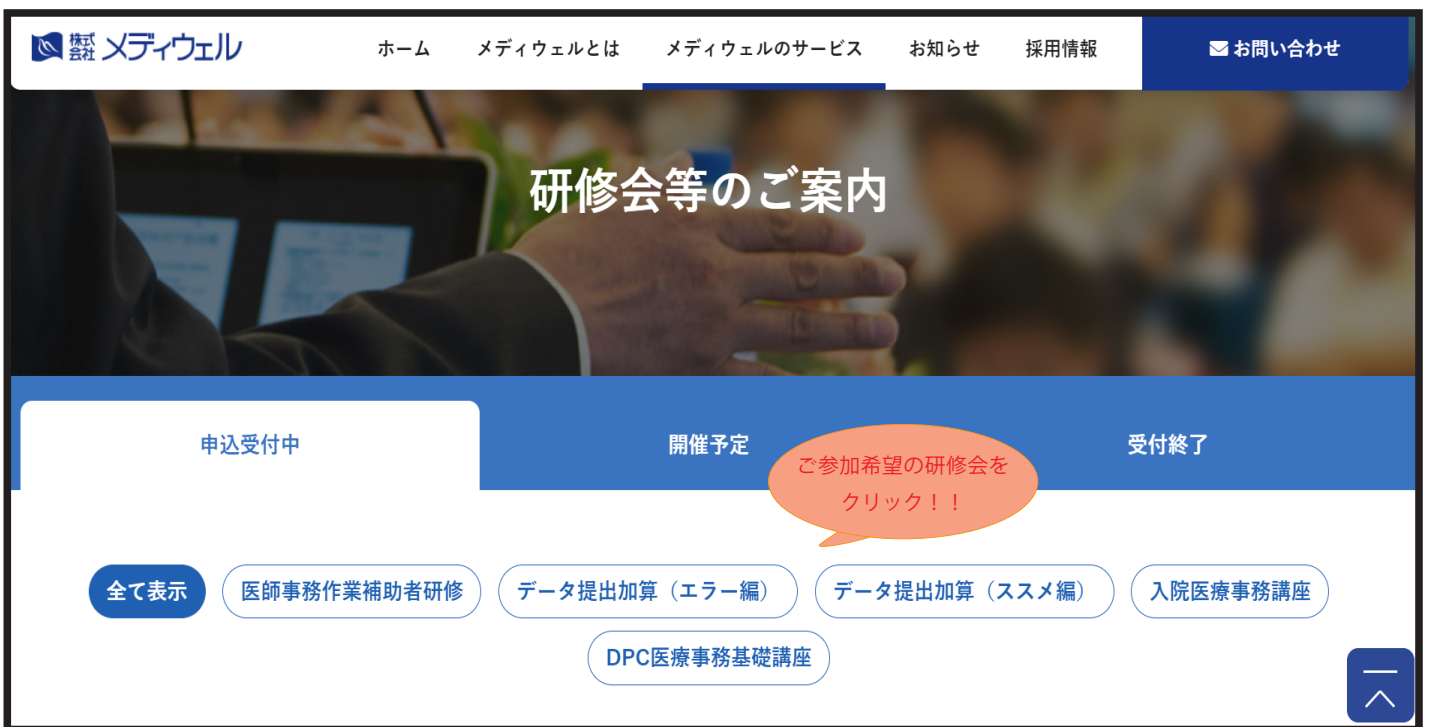 株式会社 メディウェル
ホーム
メディウェルとは
メディウェルのサービス
お知らせ
採用情報
お問い合わせ
研修会等のご案内
申込受付中
開催予定
受付終了
ご参加希望の研修会を
クリック！！
全て表示
医師事務作業補助者研修
データ提出加算（エラー編）
データ提出加算（ススメ編）
入院医療事務講座
DPC医療事務基礎講座